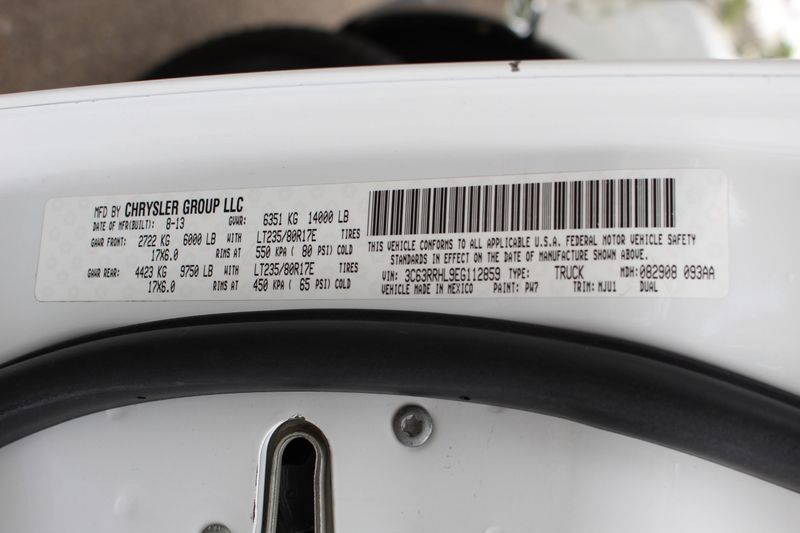 MFD BY CHRYSLER GROUP LLC
DATE OF MFR(BUILT): 8-13 GVWR: 6351 KG 14000 LB
GAWR FRONT: 2722 KG 6000 LB WITH LT235/80R17E TIRES
17X6.0 RIMS AT 550 KPA ( 80 PSI) COLD
GAWR REAR: 4423 KG 9750 LB WITH LT235/80R17E TIRES
17X6.0 RIMS AT 450 KPA ( 65 PSI) COLD
THIS VEHICLE CONFORMS TO ALL APPLICABLE U.S.A. FEDERAL MOTOR VEHICLE SAFETY
STANDARDS IN EFFECT ON THE DATE OF MANUFACTURE SHOWN ABOVE.
VIN: 3C63RRHL9EG112859 TYPE: TRUCK MDH: 082908 093AA
VEHICLE MADE IN MEXICO PAINT: PW7 TRIM: MJU1 DUAL